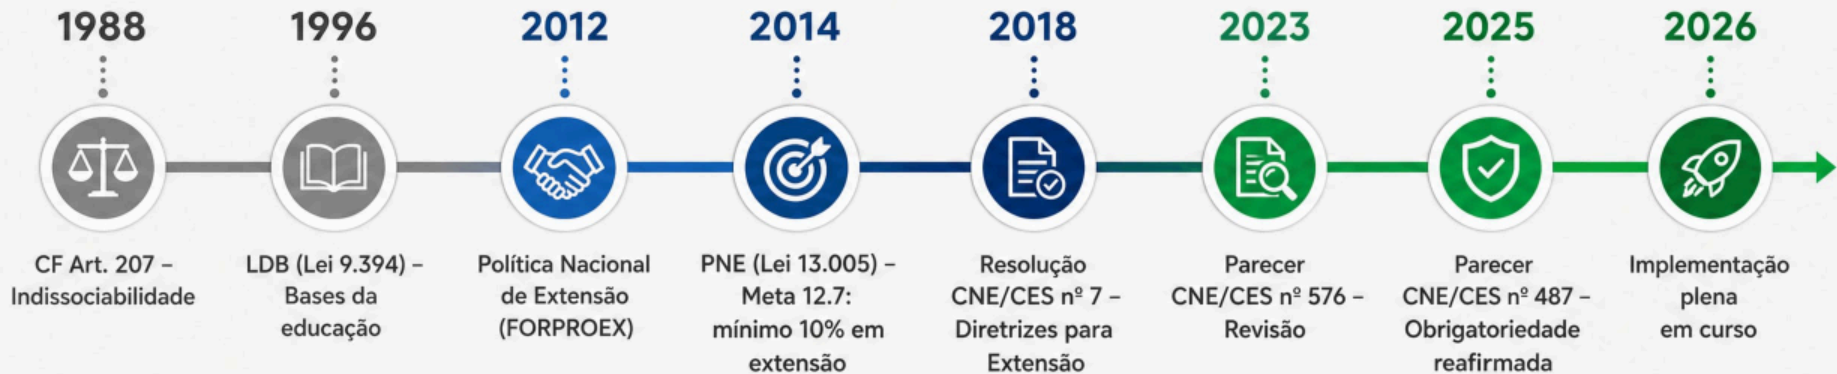 1988
CF Art. 207 –
Indissociabilidade
1996
LDB (Lei 9.394) –
Bases da
educação
2012
Política Nacional
de Extensão
(FORPROEX)
2014
PNE (Lei 13.005) –
Meta 12.7:
mínimo 10% em
extensão
2018
Resolução
CNE/CES nº 7 –
Diretrizes para
Extensão
2023
Parecer
CNE/CES nº 576 –
Revisão
2025
Parecer
CNE/CES nº 487 –
Obrigatoriedade
reafirmada
2026
Implementação
plena
em curso